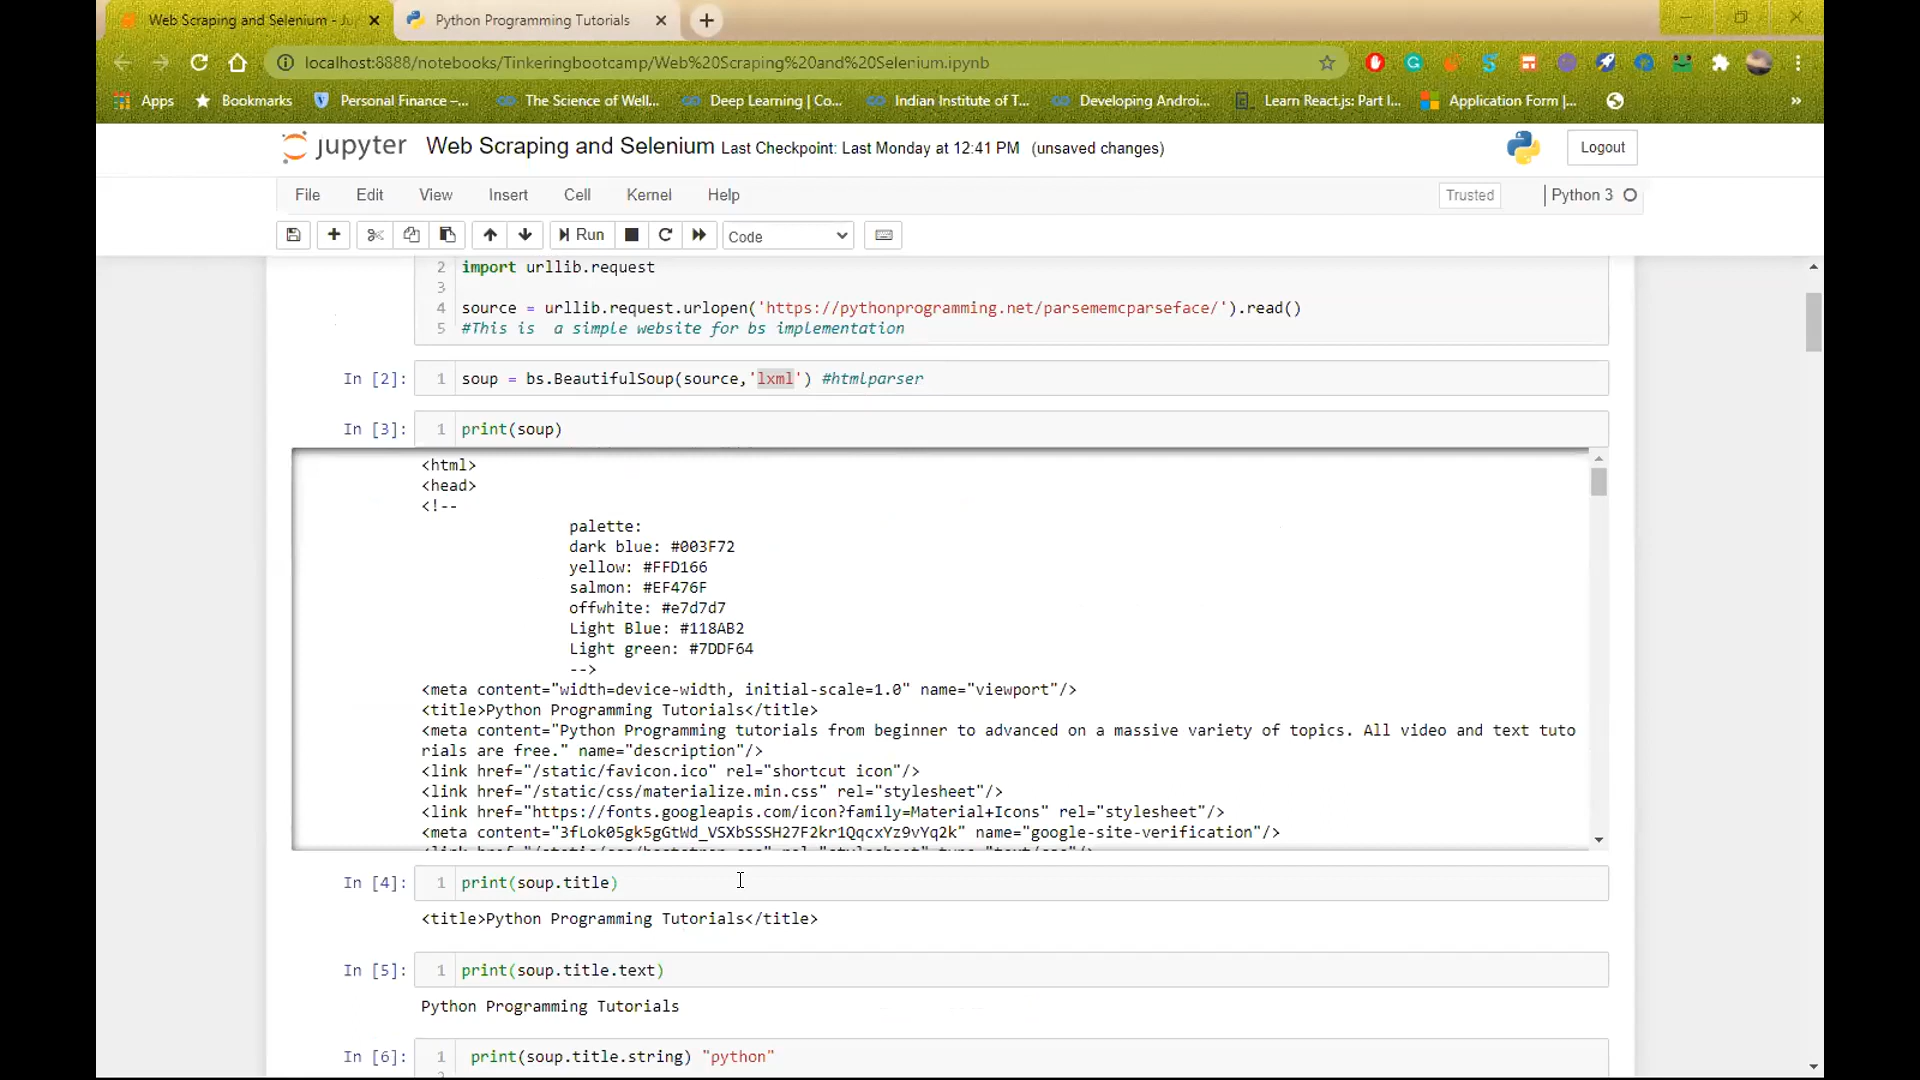 Web Scraping and Selenium - Ju
Python Programming Tutorials
localhost:8888/notebooks/Tinkeringbootcamp/Web%20Scraping%20and%20Selenium.ipynb
Apps
Bookmarks
Personal Finance –...
The Science of Well...
Deep Learning | Co...
Indian Institute of T...
Developing Androi...
Learn React.js: Part I...
Application Form |...
»
jupyter Web Scraping and Selenium Last Checkpoint: Last Monday at 12:41 PM (unsaved changes)
Logout
File Edit View Insert Cell Kernel Help
Trusted
Python 3
Run
Code
2 import urllib.request
3
4 source = urllib.request.urlopen('https://pythonprogramming.net/parsememcparseface/').read()
5 #This is  a simple website for bs implementation
In [2]: 1 soup = bs.BeautifulSoup(source,'lxml') #htmlparser
In [3]: 1 print(soup)
<html>
<head>
<!--
palette:
dark blue: #003F72
yellow: #FFD166
salmon: #EF476F
offwhite: #e7d7d7
Light Blue: #118AB2
Light green: #7DDF64
-->
<meta content="width=device-width, initial-scale=1.0" name="viewport"/>
<title>Python Programming Tutorials</title>
<meta content="Python Programming tutorials from beginner to advanced on a massive variety of topics. All video and text tuto
rials are free." name="description"/>
<link href="/static/favicon.ico" rel="shortcut icon"/>
<link href="/static/css/materialize.min.css" rel="stylesheet"/>
<link href="https://fonts.googleapis.com/icon?family=Material+Icons" rel="stylesheet"/>
<meta content="3fLok05gk5gGtWd_VSXbSSSH27F2kr1QqcxYz9vYq2k" name="google-site-verification"/>
<link href="/static/css/bootstrap.css" rel="stylesheet" type="text/css"/>
In [4]: 1 print(soup.title)
<title>Python Programming Tutorials</title>
In [5]: 1 print(soup.title.text)
Python Programming Tutorials
In [6]: 1 print(soup.title.string) "python"